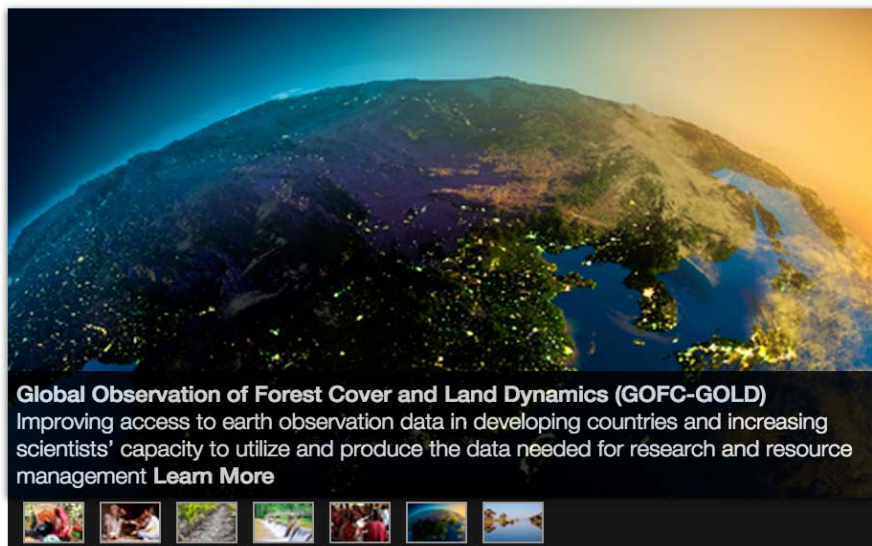 Global Observation of Forest Cover and Land Dynamics (GOFC-GOLD)
Improving access to earth observation data in developing countries and increasing
scientists' capacity to utilize and produce the data needed for research and resource
management Learn More